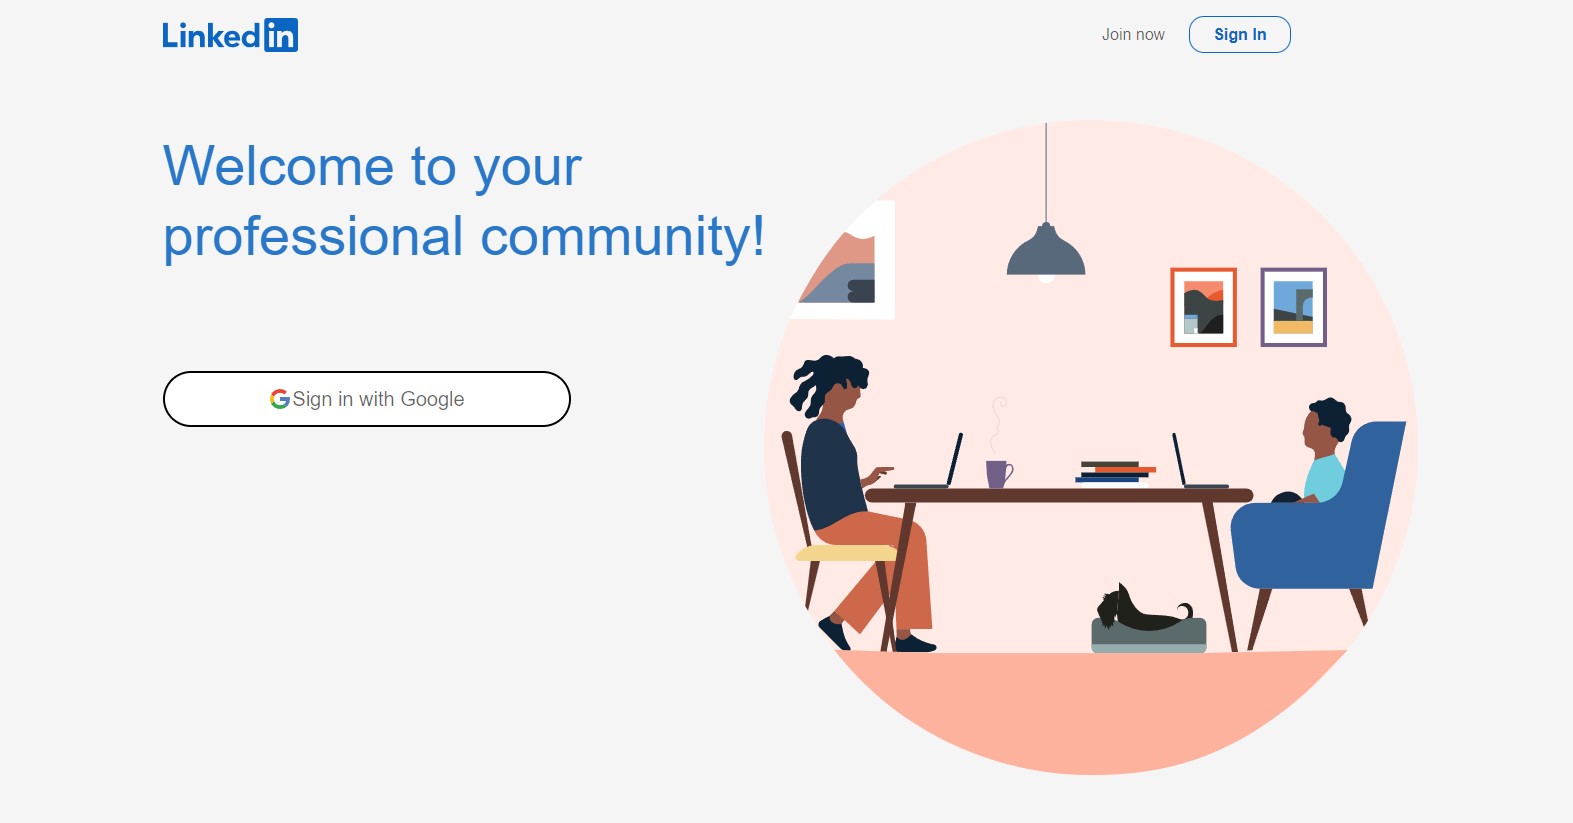 Linkedin
Join now
Sign In
Welcome to your
professional community!
Sign in with Google